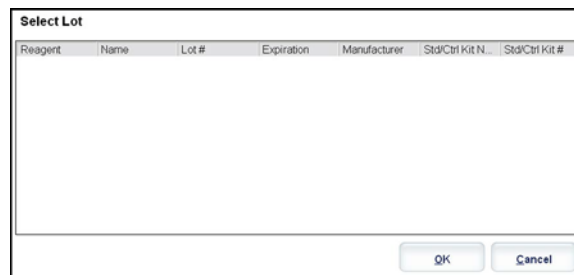 Select Lot
Reagent Name Lot # Expiration Manufacturer Std/Ctrl Kit N... Std/Ctrl Kit #
OK Cancel